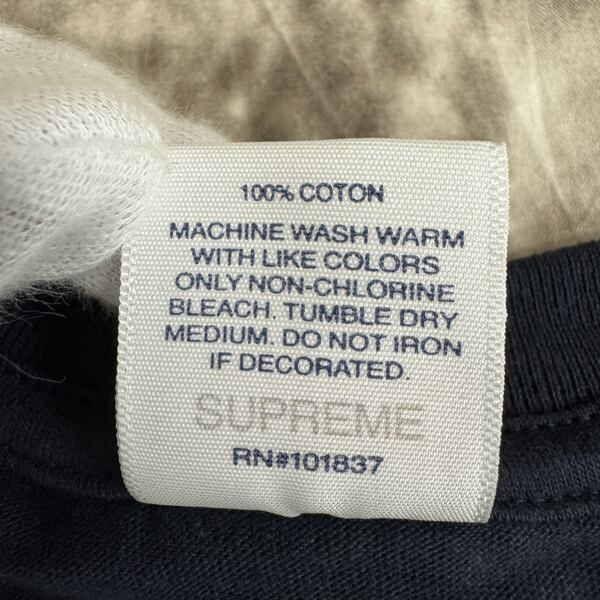 100% COTON
MACHINE WASH WARM
WITH LIKE COLORS
ONLY NON-CHLORINE
BLEACH. TUMBLE DRY
MEDIUM. DO NOT IRON
IF DECORATED.
SUPREME
RN#101837